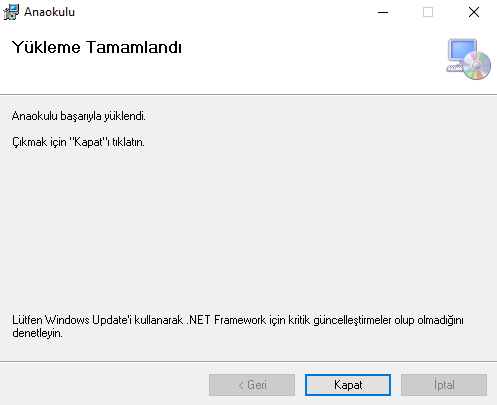 Anaokulu
Yükleme Tamamlandı
Anaokulu başarıyla yüklendi.
Çıkmak için "Kapat"ı tıklatın.
Lütfen Windows Update'i kullanarak .NET Framework için kritik güncelleştirmeler olup olmadığını
denetleyin.
< Geri
Kapat
İptal